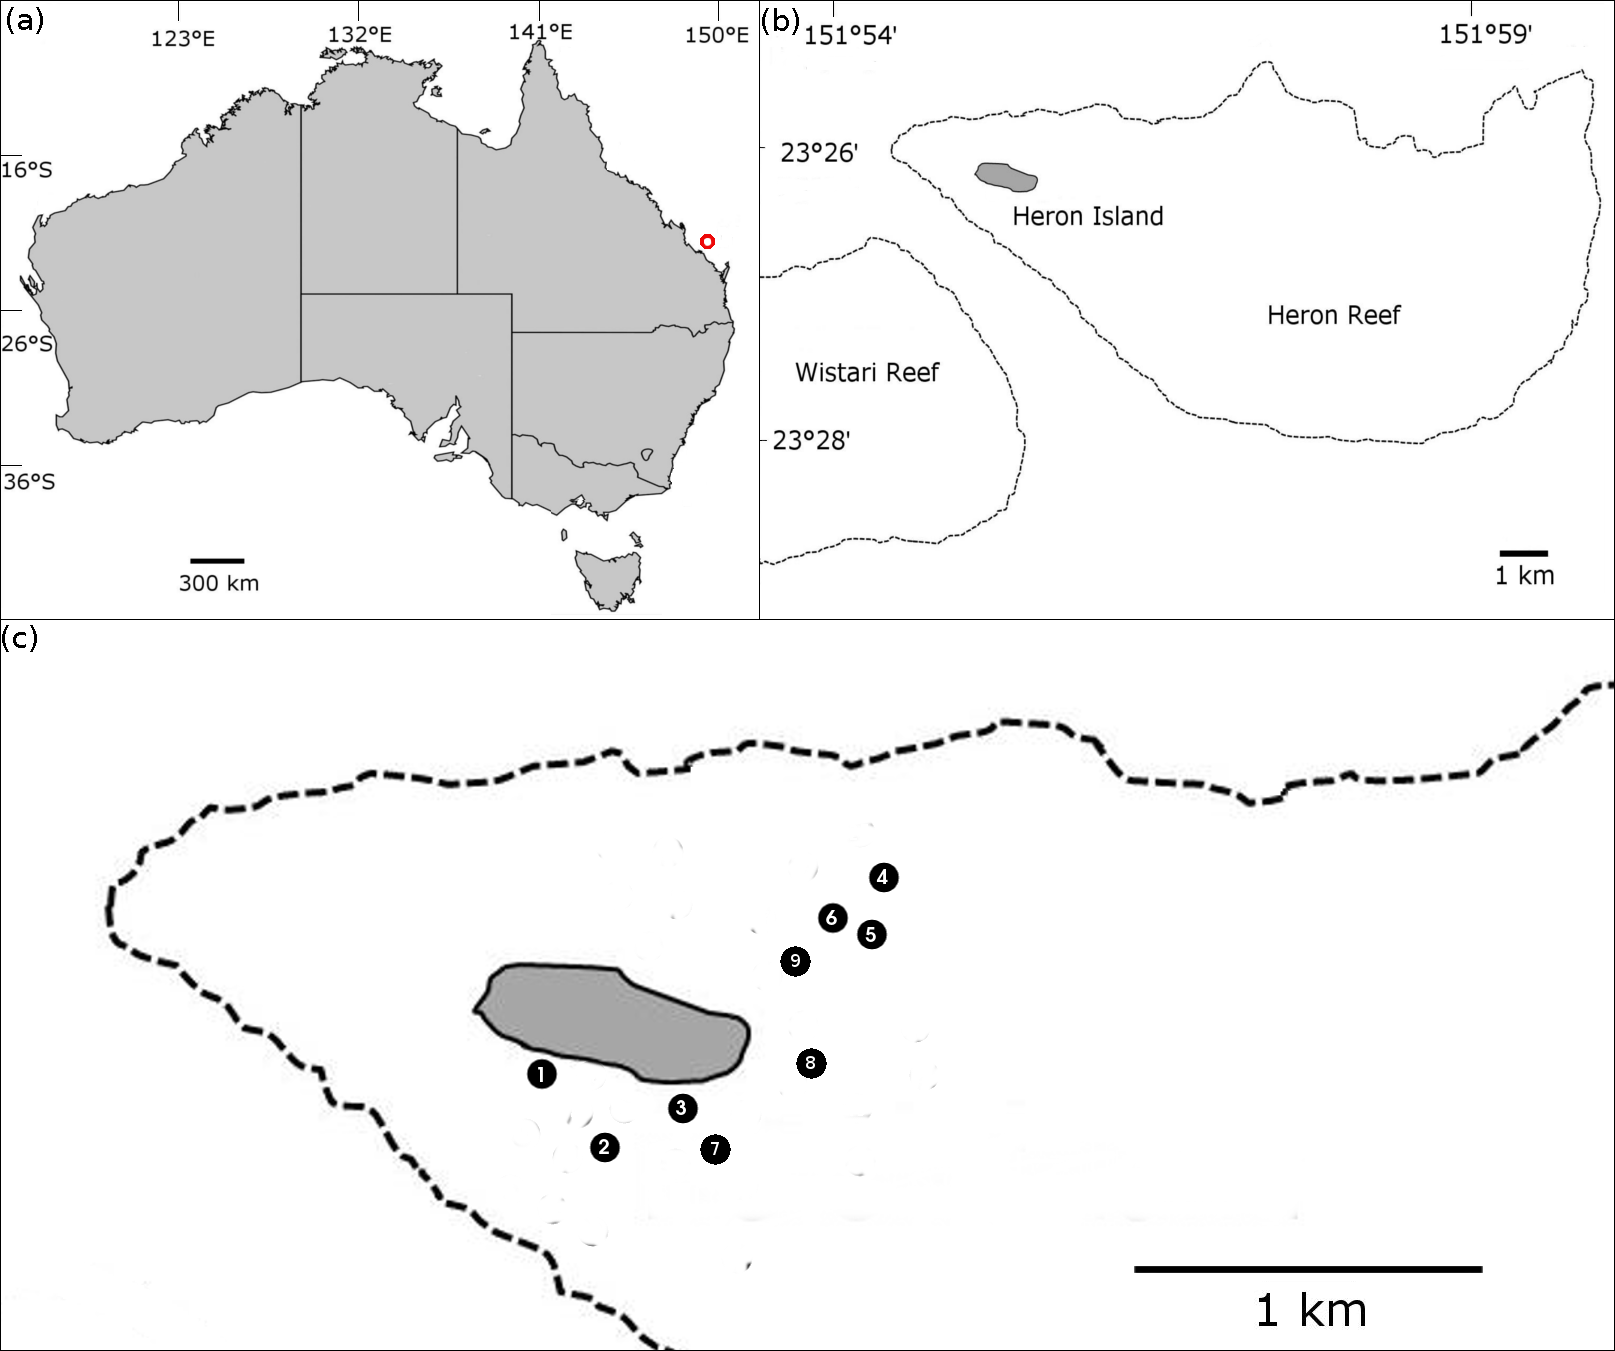 (a)
123°E
132°E
141°E
150°E
16°S
26°S
36°S
300 km
(b)
151°54'
151°59'
23°26'
Heron Island
Heron Reef
Wistari Reef
23°28'
1 km
(c)
4
6
5
9
8
1
3
2
7
1 km